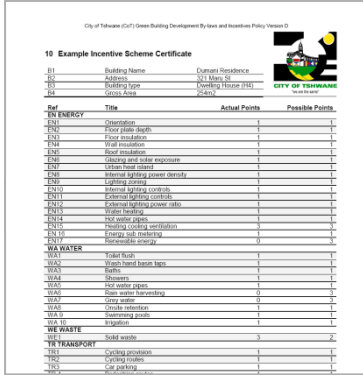 City of Tshwane (CoT) Green Building Development By-laws and Incentives Policy Version D
10 Example Incentive Scheme Certificate
B1 Building Name Dumani Residence
B2 Address 321 Maru St
B3 Building type Dwelling House (H4)
B4 Gross Area 254m2
CITY OF TSHWANE
"we are the same"
Ref Title Actual Points Possible Points
EN ENERGY
EN1 Orientation 1 1
EN2 Floor plate depth 1 1
EN3 Floor insulation 1 1
EN4 Wall insulation 1 1
EN5 Roof insulation 1 1
EN6 Glazing and solar exposure 1 1
EN7 Urban heat island 1 1
EN8 Internal lighting power density 1 1
EN9 Lighting zoning 1 1
EN10 Internal lighting controls 1 1
EN11 External lighting controls 1 1
EN12 External lighting power ratio 1 1
EN13 Water heating 1 1
EN14 Hot water pipes 1 1
EN15 Heating cooling ventilation 3 3
EN 16 Energy sub metering 1 1
EN17 Renewable energy 0 3
WA WATER
WA1 Toilet flush 1 1
WA2 Wash hand basin taps 1 1
WA3 Baths 1 1
WA4 Showers 1 1
WA5 Hot water pipes 1 1
WA6 Rain water harvesting 0 3
WA7 Grey water 0 3
WA8 Onsite retention 1 1
WA 9 Swimming pools 1 1
WA 10 Irrigation 1 1
WE WASTE
WE1 Solid waste 3 2
TR TRANSPORT
TR1 Cycling provision 1 1
TR2 Cycling routes 1 1
TR3 Car parking 1 1